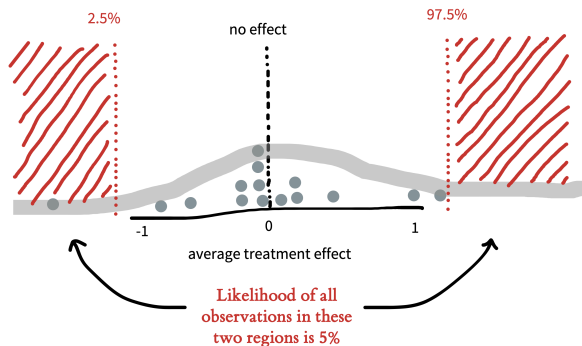 2.5%
97.5%
no effect
-1
0
1
average treatment effect
Likelihood of all
observations in these
two regions is 5%